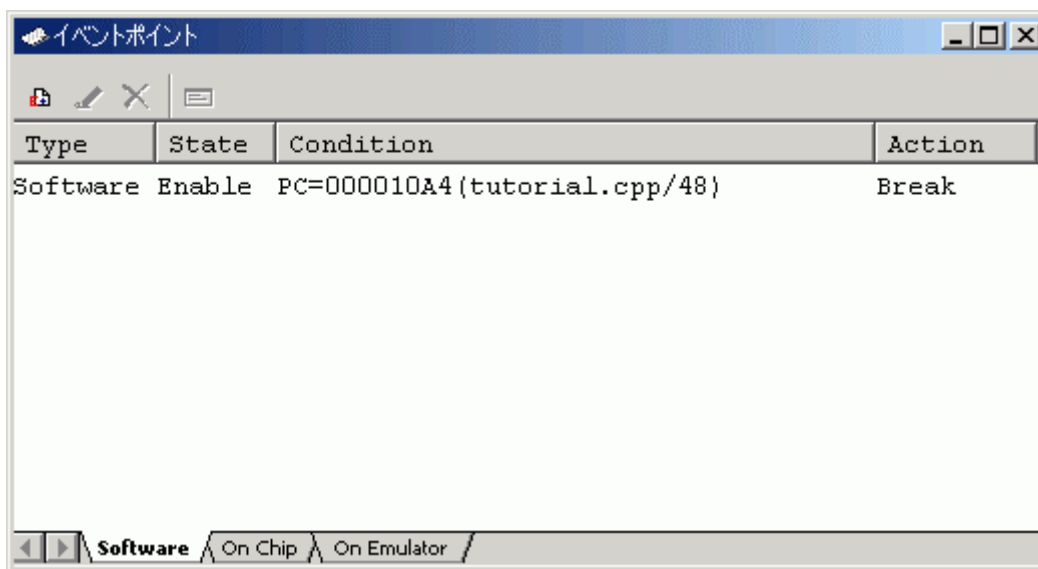 イベントポイント
Type State Condition Action
Software Enable PC=000010A4(tutorial.cpp/48) Break
Software On Chip On Emulator